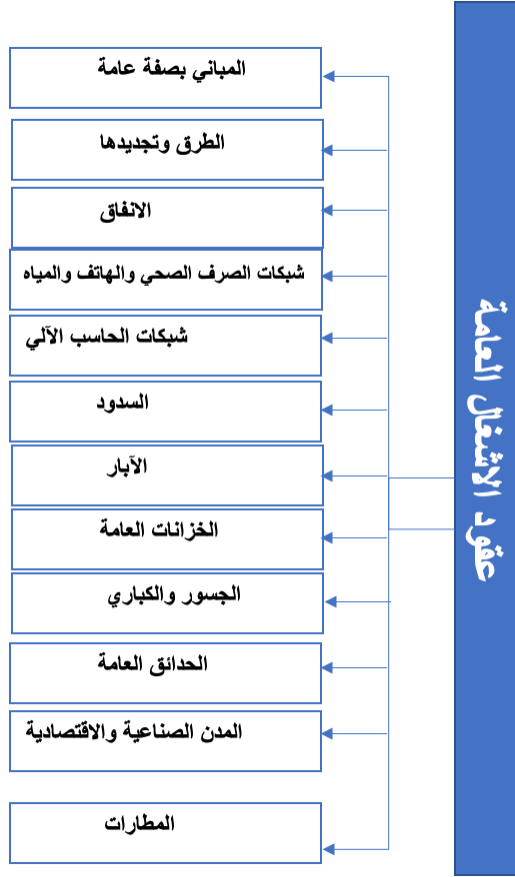 عقود الاشغال العامة
المباني بصفة عامة
الطرق وتجديدها
الانفاق
شبكات الصرف الصحي والهاتف والمياه
شبكات الحاسب الآلي
السدود
الآبار
الخزانات العامة
الجسور والكباري
الحدائق العامة
المدن الصناعية والاقتصادية
المطارات